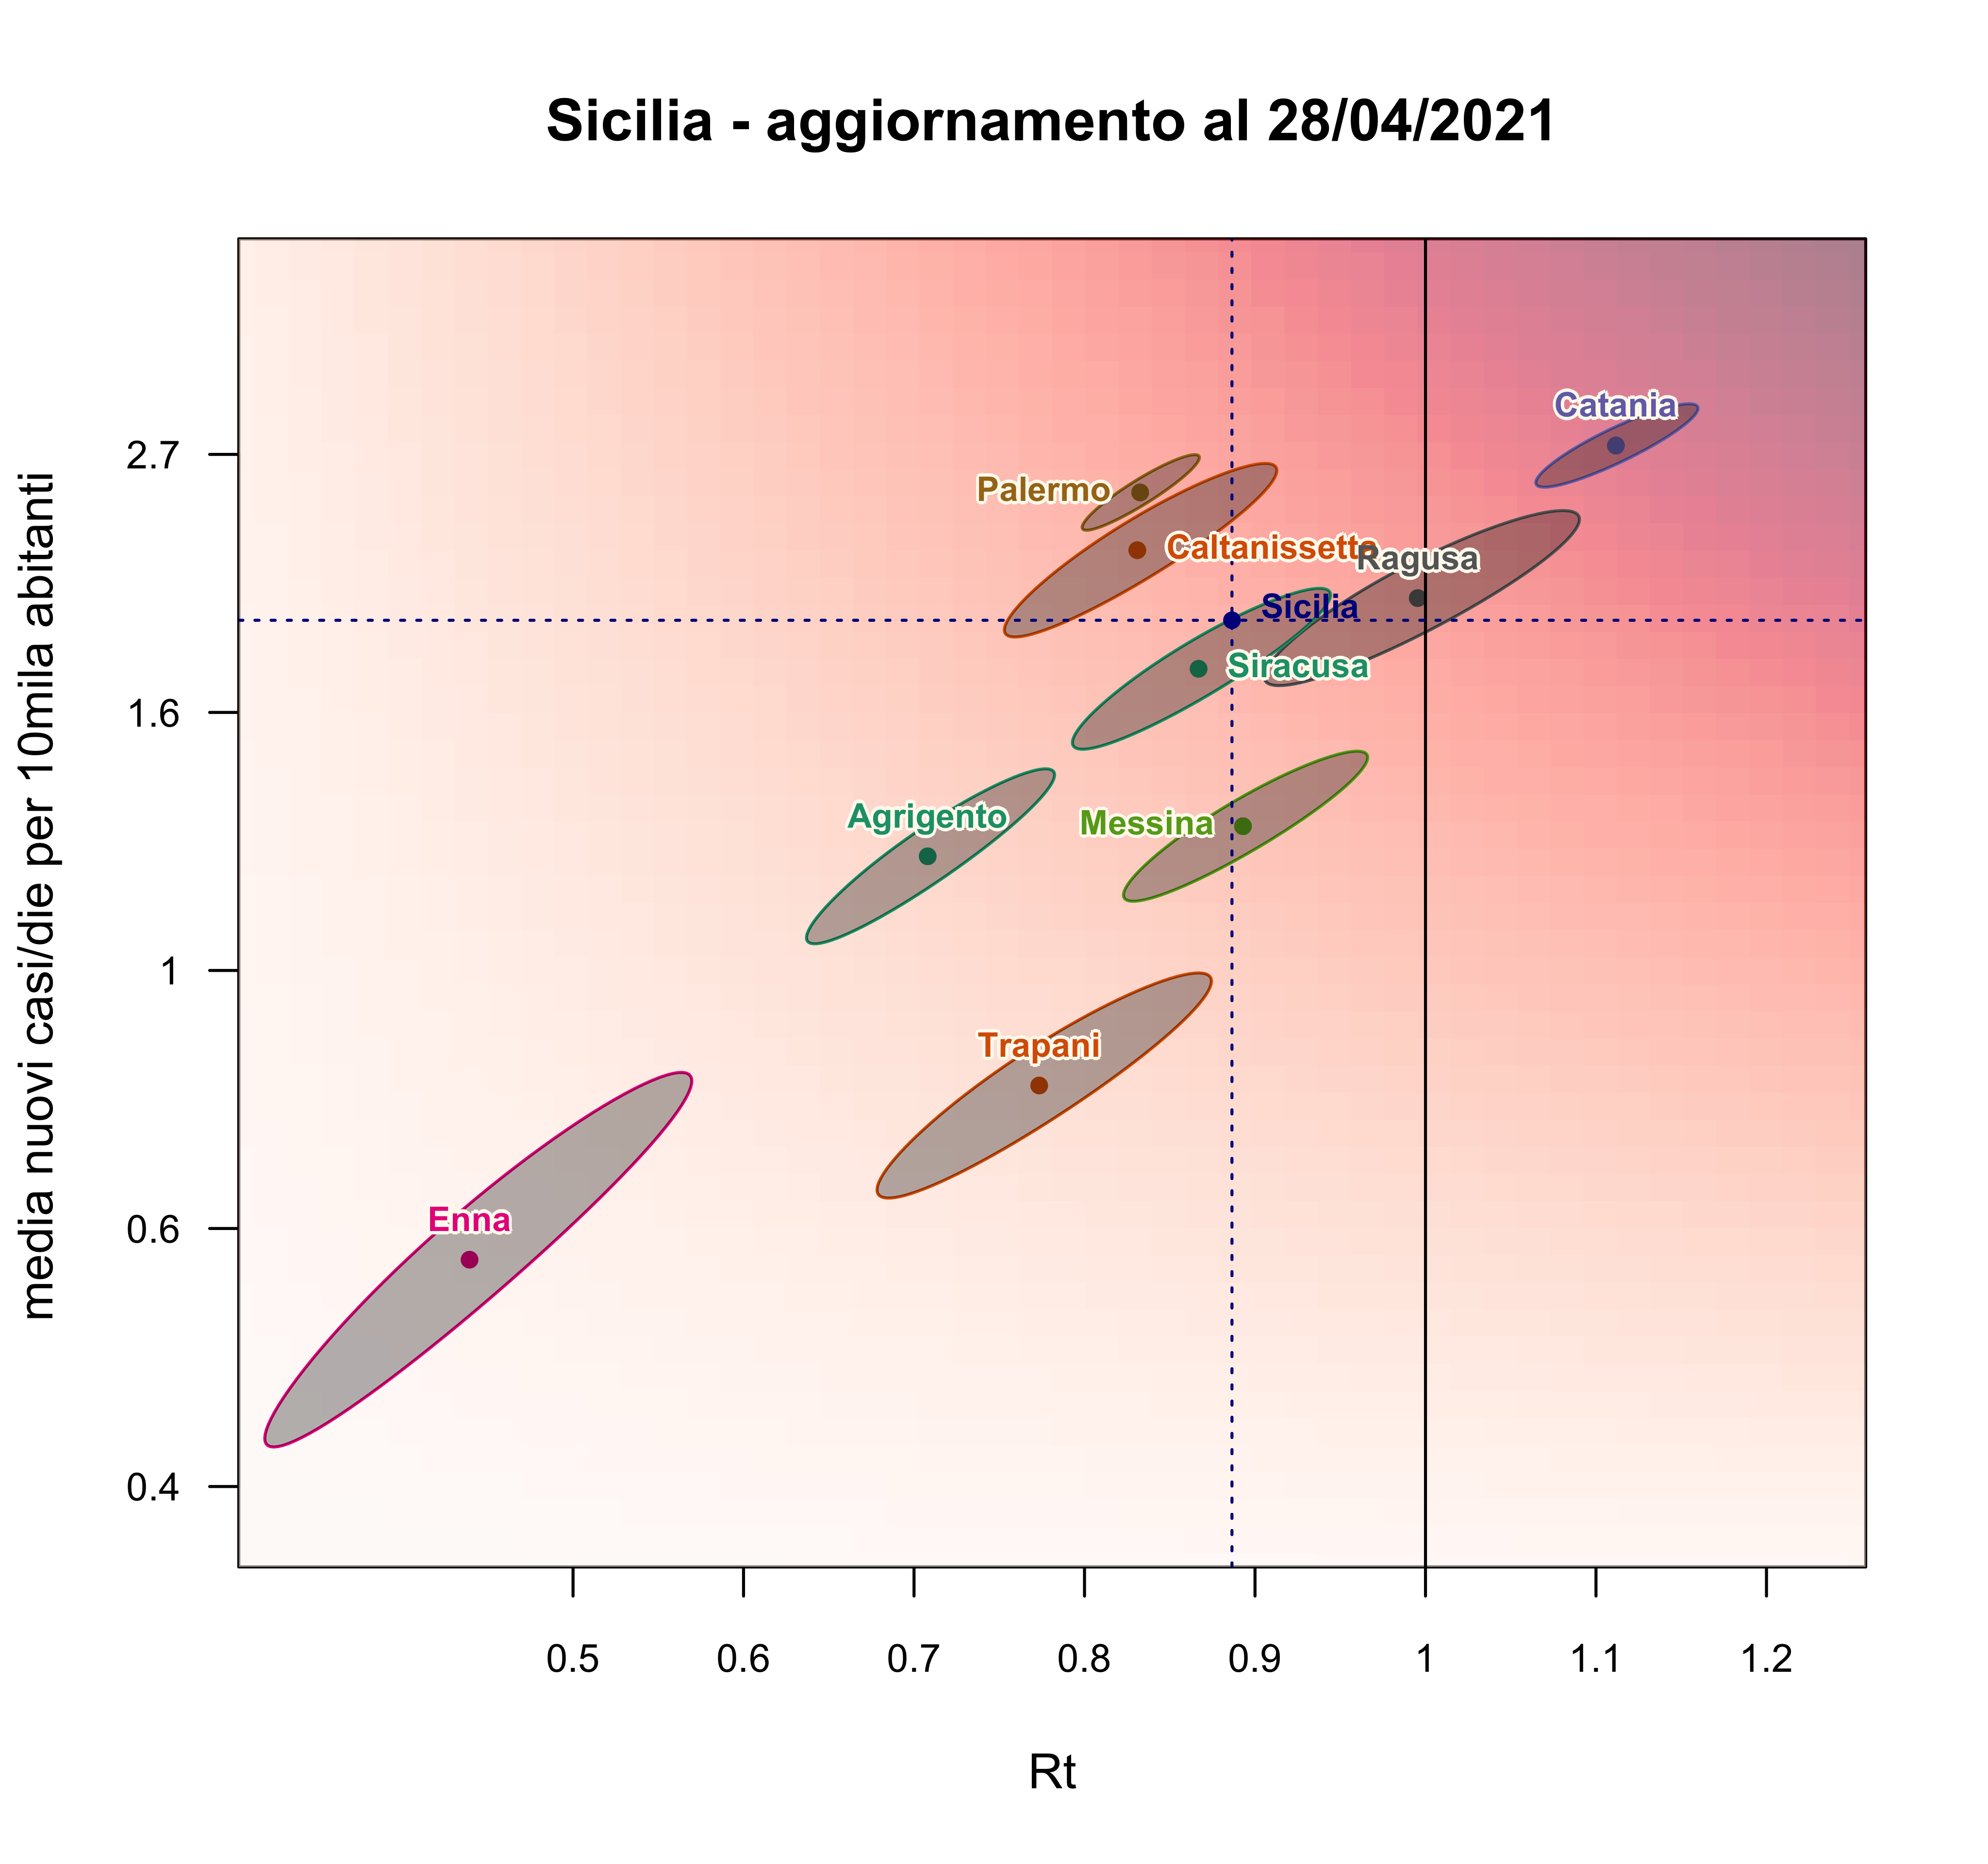 Sicilia - aggiornamento al 28/04/2021
media nuovi casi/die per 10mila abitanti
2.7
1.6
1
0.6
0.4
Catania
Palermo
Caltanissetta
Ragusa
Sicilia
Siracusa
Agrigento
Messina
Trapani
Enna
0.5 0.6 0.7 0.8 0.9 1 1.1 1.2
Rt